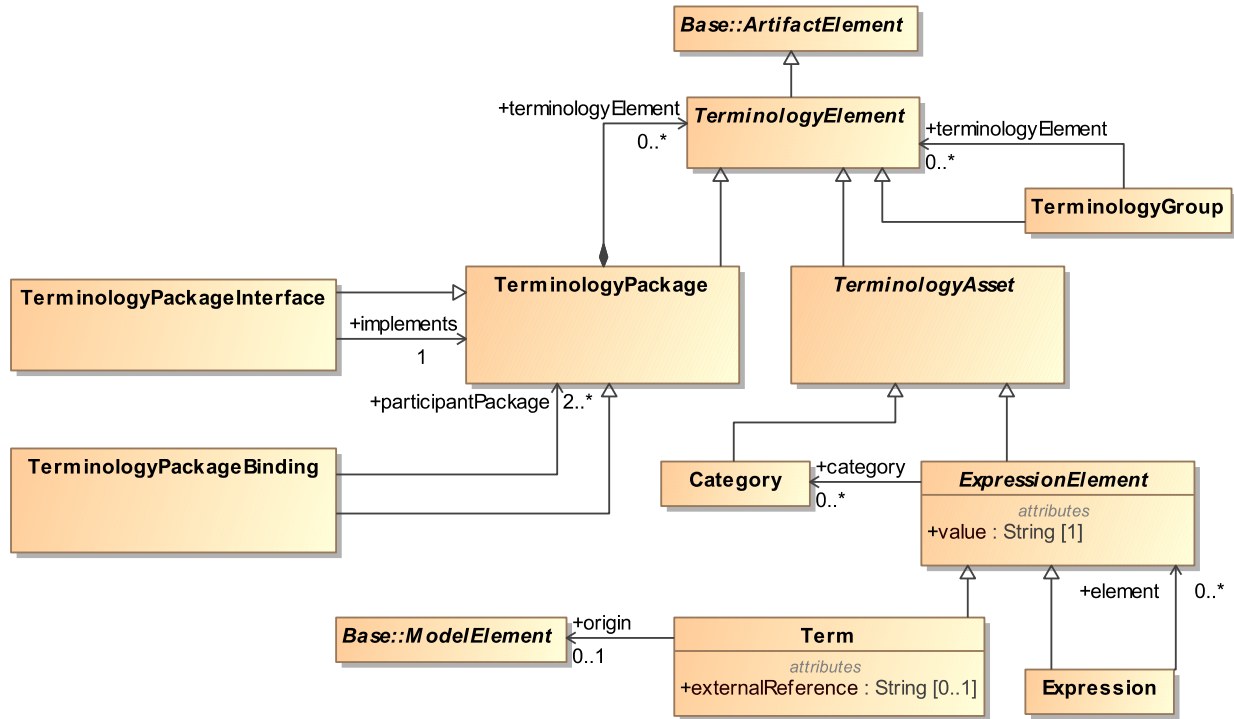 Base::ArtifactElement
+terminologyElement
0..*
TerminologyElement
+terminologyElement
0..*
TerminologyGroup
TerminologyPackageInterface
+implements
1
TerminologyPackage
TerminologyAsset
+participantPackage
2..*
TerminologyPackageBinding
Category
+category
0..*
ExpressionElement
attributes
+value : String [1]
+element
0..*
Base::ModelElement
+origin
0..1
Term
attributes
+externalReference : String [0..1]
Expression